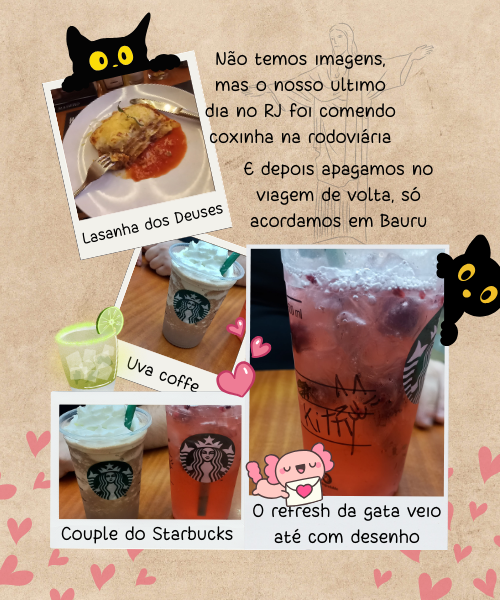 Não temos imagens,
mas o nosso ultimo
dia no RJ foi comendo
coxinha na rodoviária
E depois apagamos no
viagem de volta, só
acordamos em Bauru
Lasanha dos Deuses
Uva coffe
Kitty
Couple do Starbucks
O refresh da gata veio
até com desenho